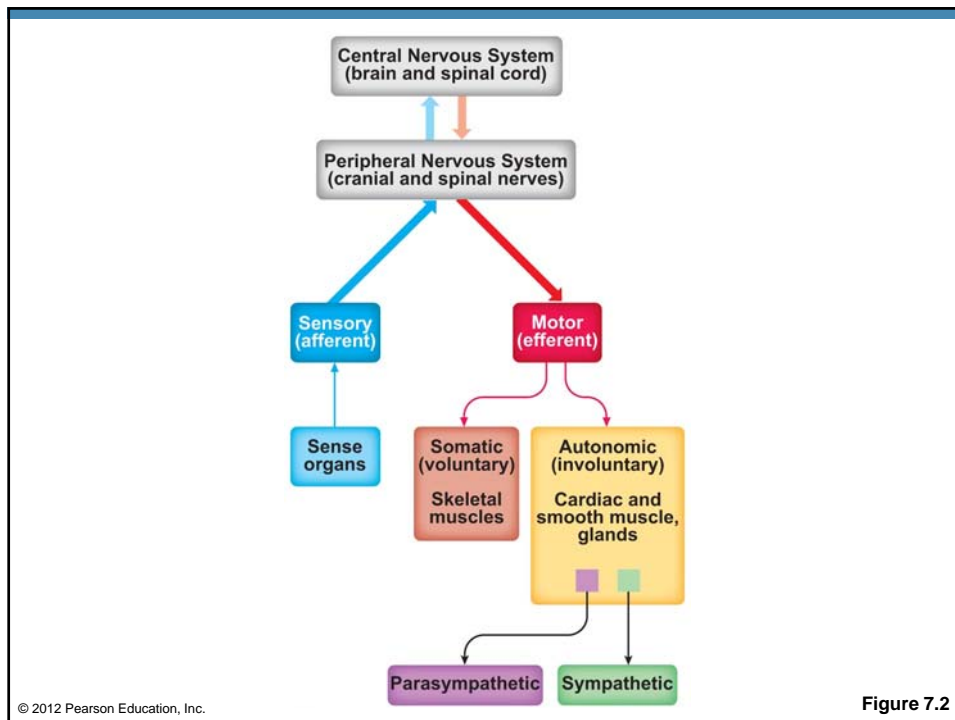 Central Nervous System
(brain and spinal cord)
Peripheral Nervous System
(cranial and spinal nerves)
Sensory
(afferent)
Motor
(efferent)
Sense
organs
Somatic
(voluntary)
Skeletal
muscles
Autonomic
(involuntary)
Cardiac and
smooth muscle,
glands
Parasympathetic
Sympathetic
© 2012 Pearson Education, Inc.
Figure 7.2